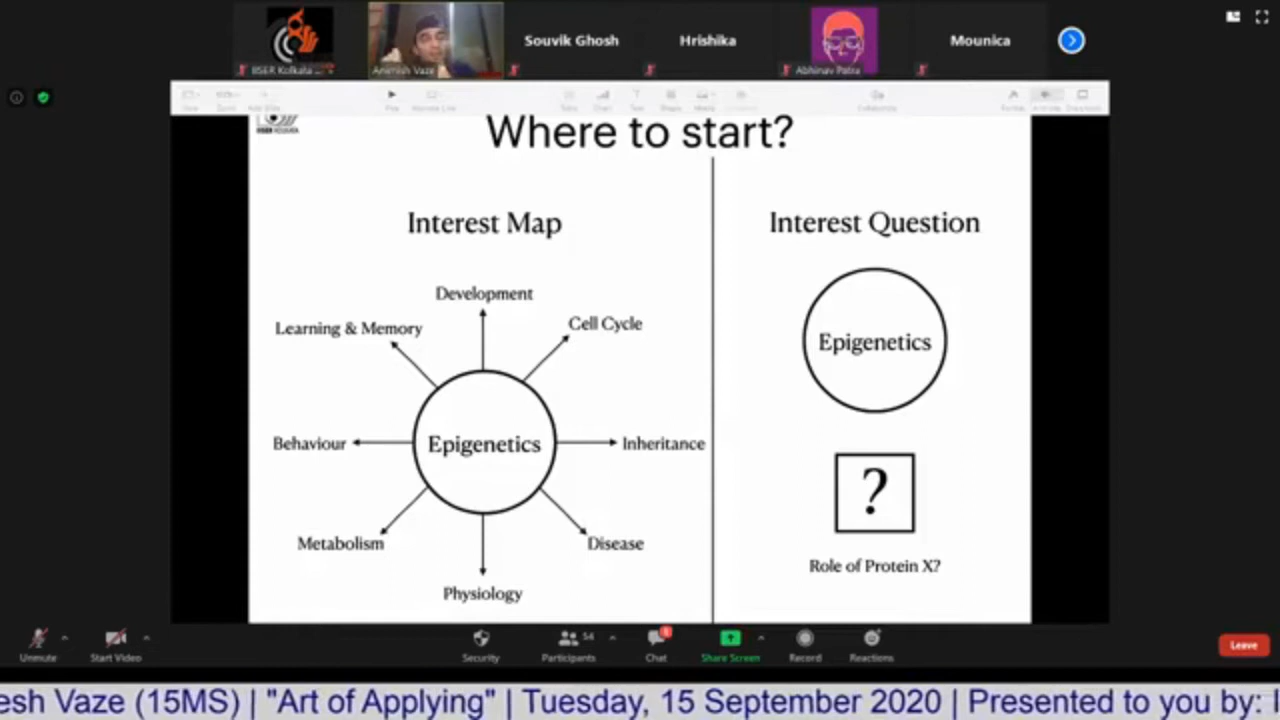 IISER Kolkata ...
Animish Vaze
Souvik Ghosh
Hrishika
Abhinav Patra
Mounica
IISER KOLKATA
Where to start?
Interest Map
Development
Learning & Memory
Cell Cycle
Behaviour
Epigenetics
Inheritance
Metabolism
Disease
Physiology
Interest Question
Epigenetics
?
Role of Protein X?
Unmute
Start Video
Security
Participants
54
Chat
Share Screen
Record
Reactions
Leave
esh Vaze (15MS) | "Art of Applying" | Tuesday, 15 September 2020 | Presented to you by: